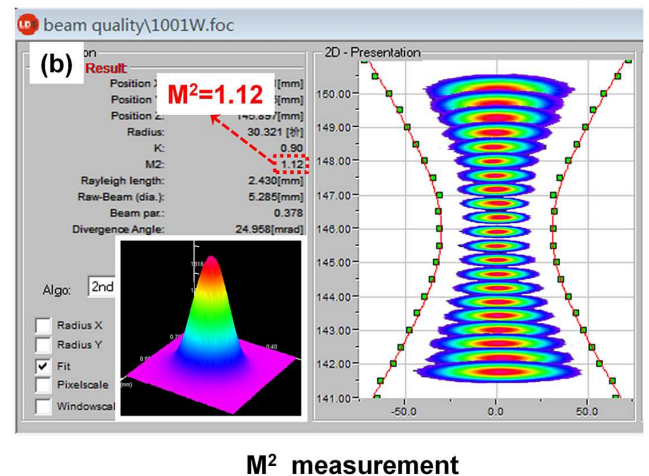 beam quality\1001W.foc
(b)
Result
M²=1.12
Position
Position
Position Z:
[mm]
[mm]
[mm]
Radius: 30.321
K: 0.90
M2: 1.12
Rayleigh length: 2.430[mm]
Raw-Beam (dia.): 5.285[mm]
Beam par.: 0.378
Divergence Angle: 24.958[mrad]
Algo: 2nd
Radius X
Radius Y
Fit
Pixelscale
Windowscal
2D - Presentation
150.00
149.00
148.00
147.00
146.00
145.00
144.00
143.00
142.00
141.00
-50.0 0.0 50.0
M² measurement